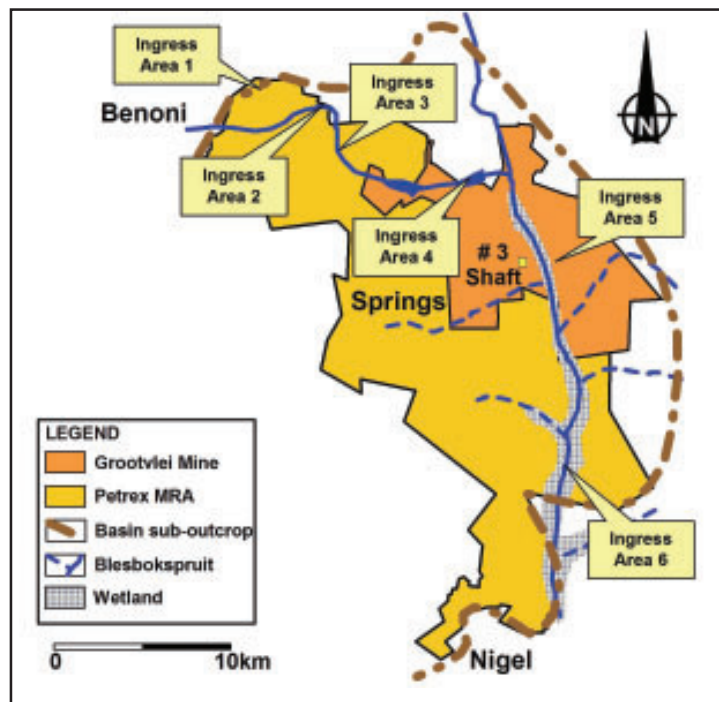 Ingress
Area 1
Ingress
Area 3
Benoni
N
Ingress
Area 2
Ingress
Area 5
Ingress
Area 4
# 3
Shaft
Springs
LEGEND
Grootvlei Mine
Petrex MRA
Basin sub-outcrop
Blesbokspruit
Wetland
Ingress
Area 6
0
10km
Nigel